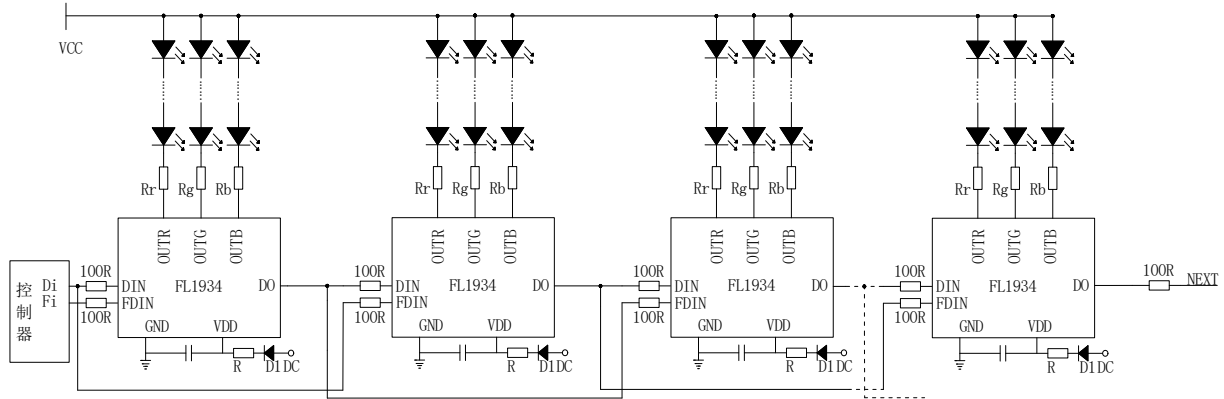 VCC
Rr Rg Rb Rr Rg Rb Rr Rg Rb Rr Rg Rb
OUTR OUTG OUTB OUTR OUTG OUTB OUTR OUTG OUTB OUTR OUTG OUTB
100R 100R 100R 100R 100R
控制器 Di DIN FL1934 DO DIN FL1934 DO DIN FL1934 DO DIN FL1934 DO NEXT
Fi FDIN FDIN FDIN FDIN
100R 100R 100R 100R
GND VDD GND VDD GND VDD GND VDD
R D1 DC R D1 DC R D1 DC R D1 DC